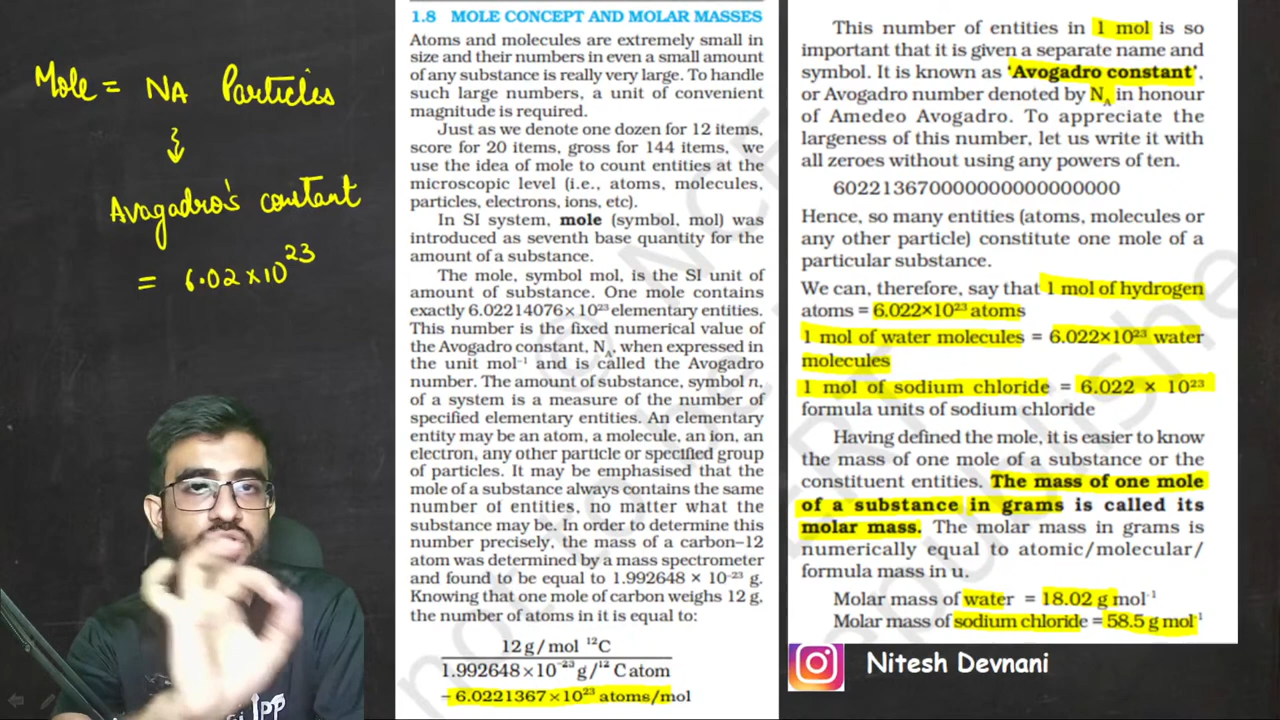 Mole = NA Particles
Avagadro's constant
= 6.02×10²³
1.8 MOLE CONCEPT AND MOLAR MASSES
Atoms and molecules are extremely small in
size and their numbers in even a small amount
of any substance is really very large. To handle
such large numbers, a unit of convenient
magnitude is required.
Just as we denote one dozen for 12 items,
score for 20 items, gross for 144 items, we
use the idea of mole to count entities at the
microscopic level (i.e., atoms, molecules,
particles, electrons, ions, etc).
In SI system, mole (symbol, mol) was
introduced as seventh base quantity for the
amount of a substance.
The mole, symbol mol, is the SI unit of
amount of substance. One mole contains
exactly 6.02214076×10²³ elementary entities.
This number is the fixed numerical value of
the Avogadro constant, N_A, when expressed in
the unit mol⁻¹ and is called the Avogadro
number. The amount of substance, symbol n,
of a system is a measure of the number of
specified elementary entities. An elementary
entity may be an atom, a molecule, an ion, an
electron, any other particle or specified group
of particles. It may be emphasised that the
mole of a substance always contains the same
number of entities, no matter what the
substance may be. In order to determine this
number precisely, the mass of a carbon–12
atom was determined by a mass spectrometer
and found to be equal to 1.992648 × 10⁻²³ g.
Knowing that one mole of carbon weighs 12 g,
the number of atoms in it is equal to:
12 g / mol ¹²C
1.992648×10⁻²³ g /¹² C atom
= 6.0221367×10²³ atoms/mol
This number of entities in 1 mol is so
important that it is given a separate name and
symbol. It is known as 'Avogadro constant',
or Avogadro number denoted by N_A in honour
of Amedeo Avogadro. To appreciate the
largeness of this number, let us write it with
all zeroes without using any powers of ten.
602213670000000000000000
Hence, so many entities (atoms, molecules or
any other particle) constitute one mole of a
particular substance.
We can, therefore, say that 1 mol of hydrogen
atoms = 6.022×10²³ atoms
1 mol of water molecules = 6.022×10²³ water
molecules
1 mol of sodium chloride = 6.022 × 10²³
formula units of sodium chloride
Having defined the mole, it is easier to know
the mass of one mole of a substance or the
constituent entities. The mass of one mole
of a substance in grams is called its
molar mass. The molar mass in grams is
numerically equal to atomic/molecular/
formula mass in u.
Molar mass of water = 18.02 g mol⁻¹
Molar mass of sodium chloride = 58.5 g mol⁻¹
Nitesh Devnani